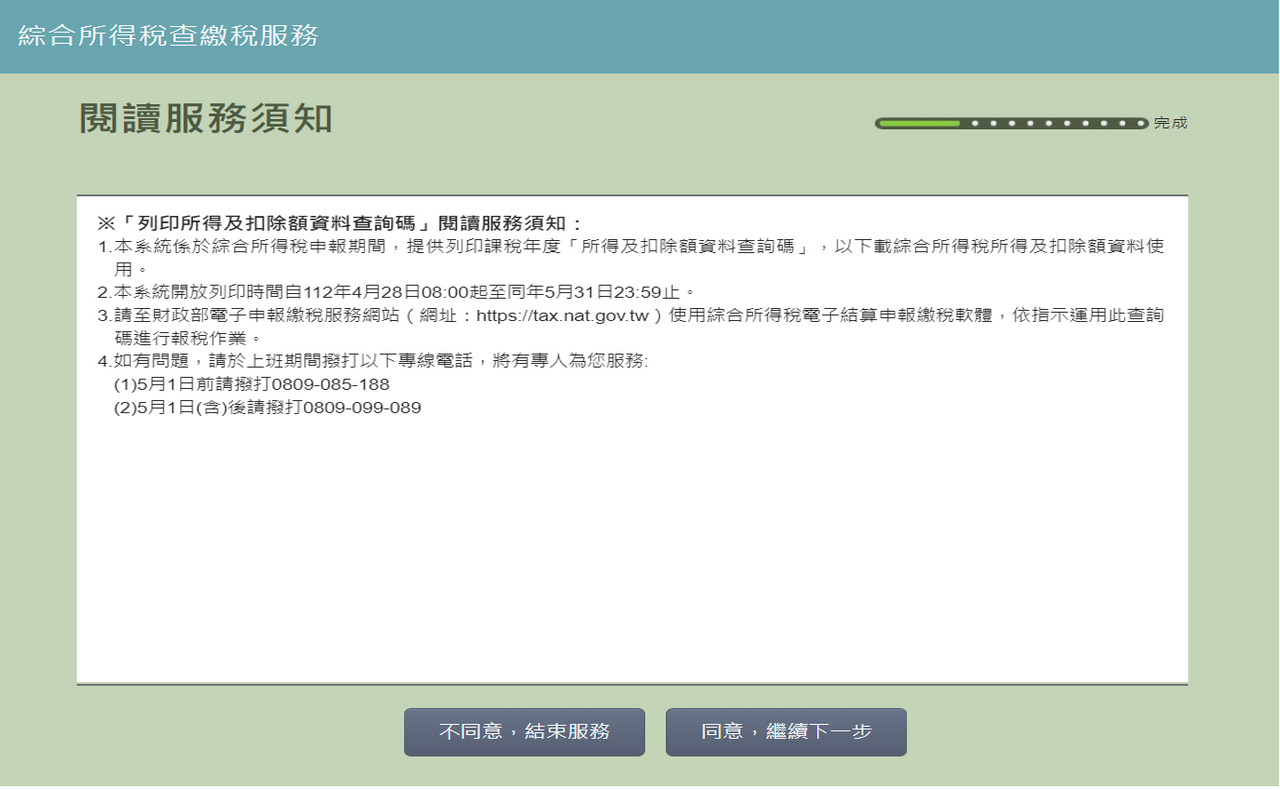 綜合所得稅查繳稅服務
閱讀服務須知
完成
※「列印所得及扣除額資料查詢碼」閱讀服務須知：
1.本系統係於綜合所得稅申報期間，提供列印課稅年度「所得及扣除額資料查詢碼」，以下載綜合所得稅所得及扣除額資料使
用。
2.本系統開放列印時間自112年4月28日08:00起至同年5月31日23:59止。
3.請至財政部電子申報繳稅服務網站（網址：https://tax.nat.gov.tw）使用綜合所得稅電子結算申報繳稅軟體，依指示運用此查詢
碼進行報稅作業。
4.如有問題，請於上班期間撥打以下專線電話，將有專人為您服務:
(1)5月1日前請撥打0809-085-188
(2)5月1日(含)後請撥打0809-099-089
不同意，結束服務
同意，繼續下一步